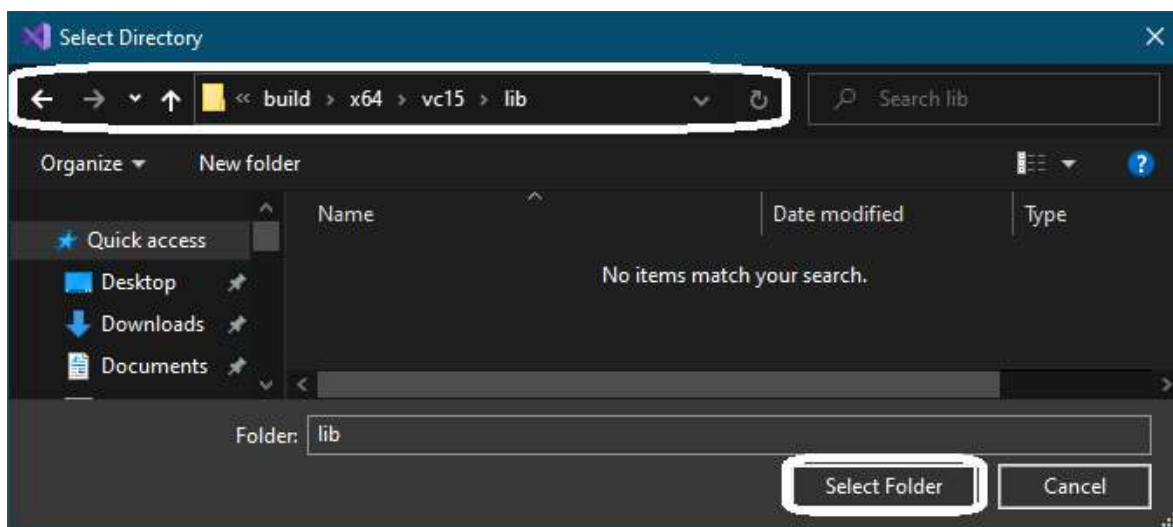 Select Directory
« build > x64 > vc15 > lib
Search lib
Organize
New folder
?
Name
Date modified
Type
Quick access
No items match your search.
Desktop
Downloads
Documents
Folder: lib
Select Folder
Cancel